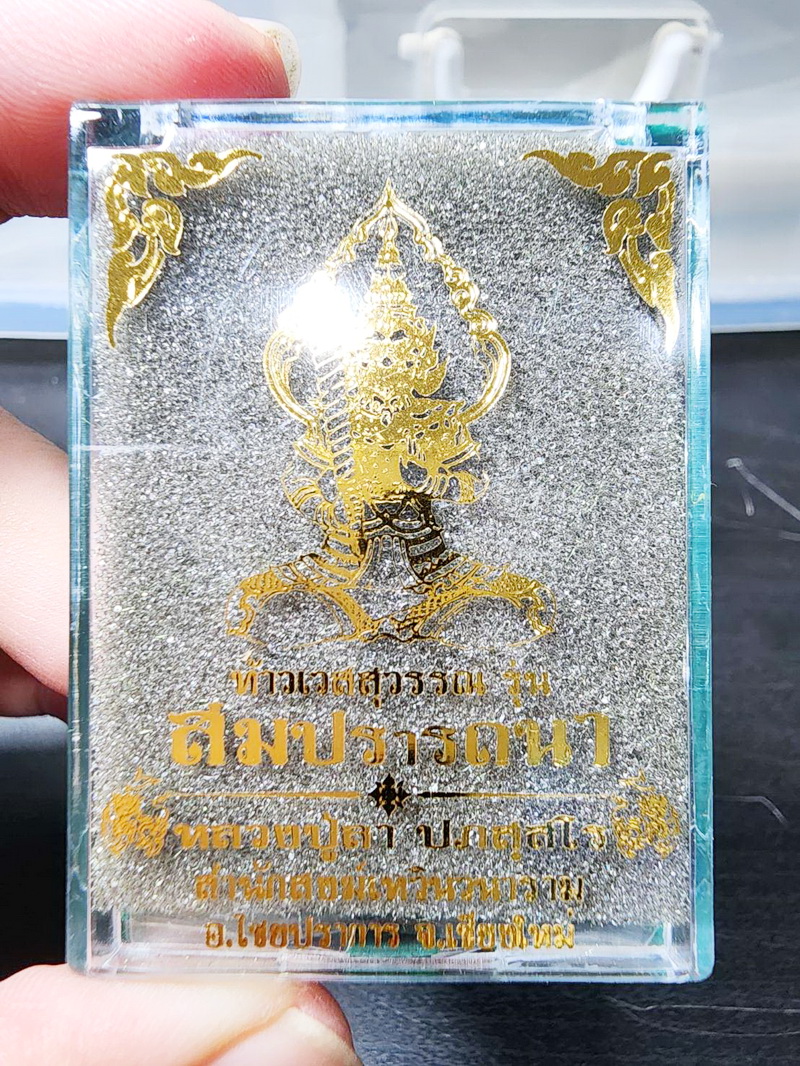 ท้าวเวสสุวรรณ รุ่น
สมปรารถนา
หลวงปู่ลา ปภสฺสโร
สำนักสงฆ์เทวินวนาราม
อ.ไชยปราการ จ.เชียงใหม่